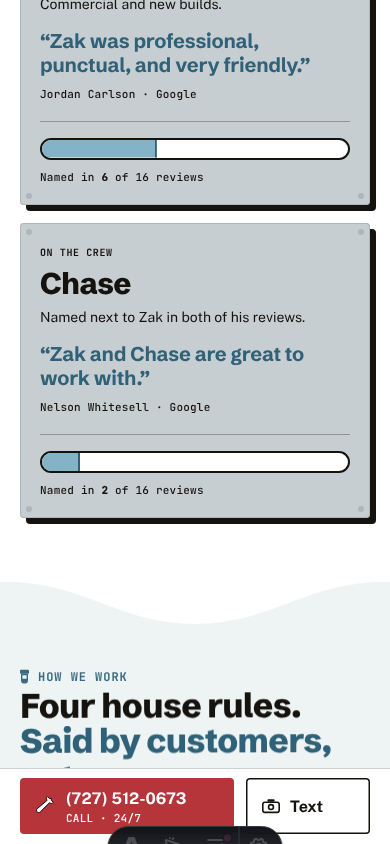 Commercial and new builds.
“Zak was professional,
punctual, and very friendly.”
Jordan Carlson · Google
Named in 6 of 16 reviews
ON THE CREW
Chase
Named next to Zak in both of his reviews.
“Zak and Chase are great to
work with.”
Nelson Whitesell · Google
Named in 2 of 16 reviews
HOW WE WORK
Four house rules.
Said by customers,
(727) 512-0673
CALL · 24/7
Text